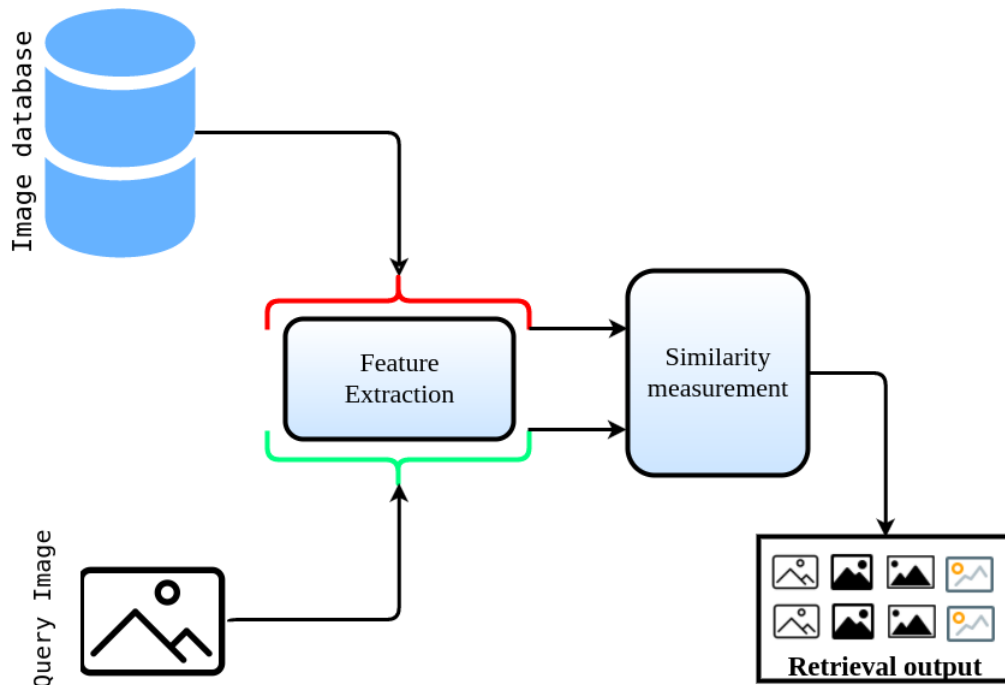 Image database
Feature
Extraction
Similarity
measurement
Query Image
Retrieval output